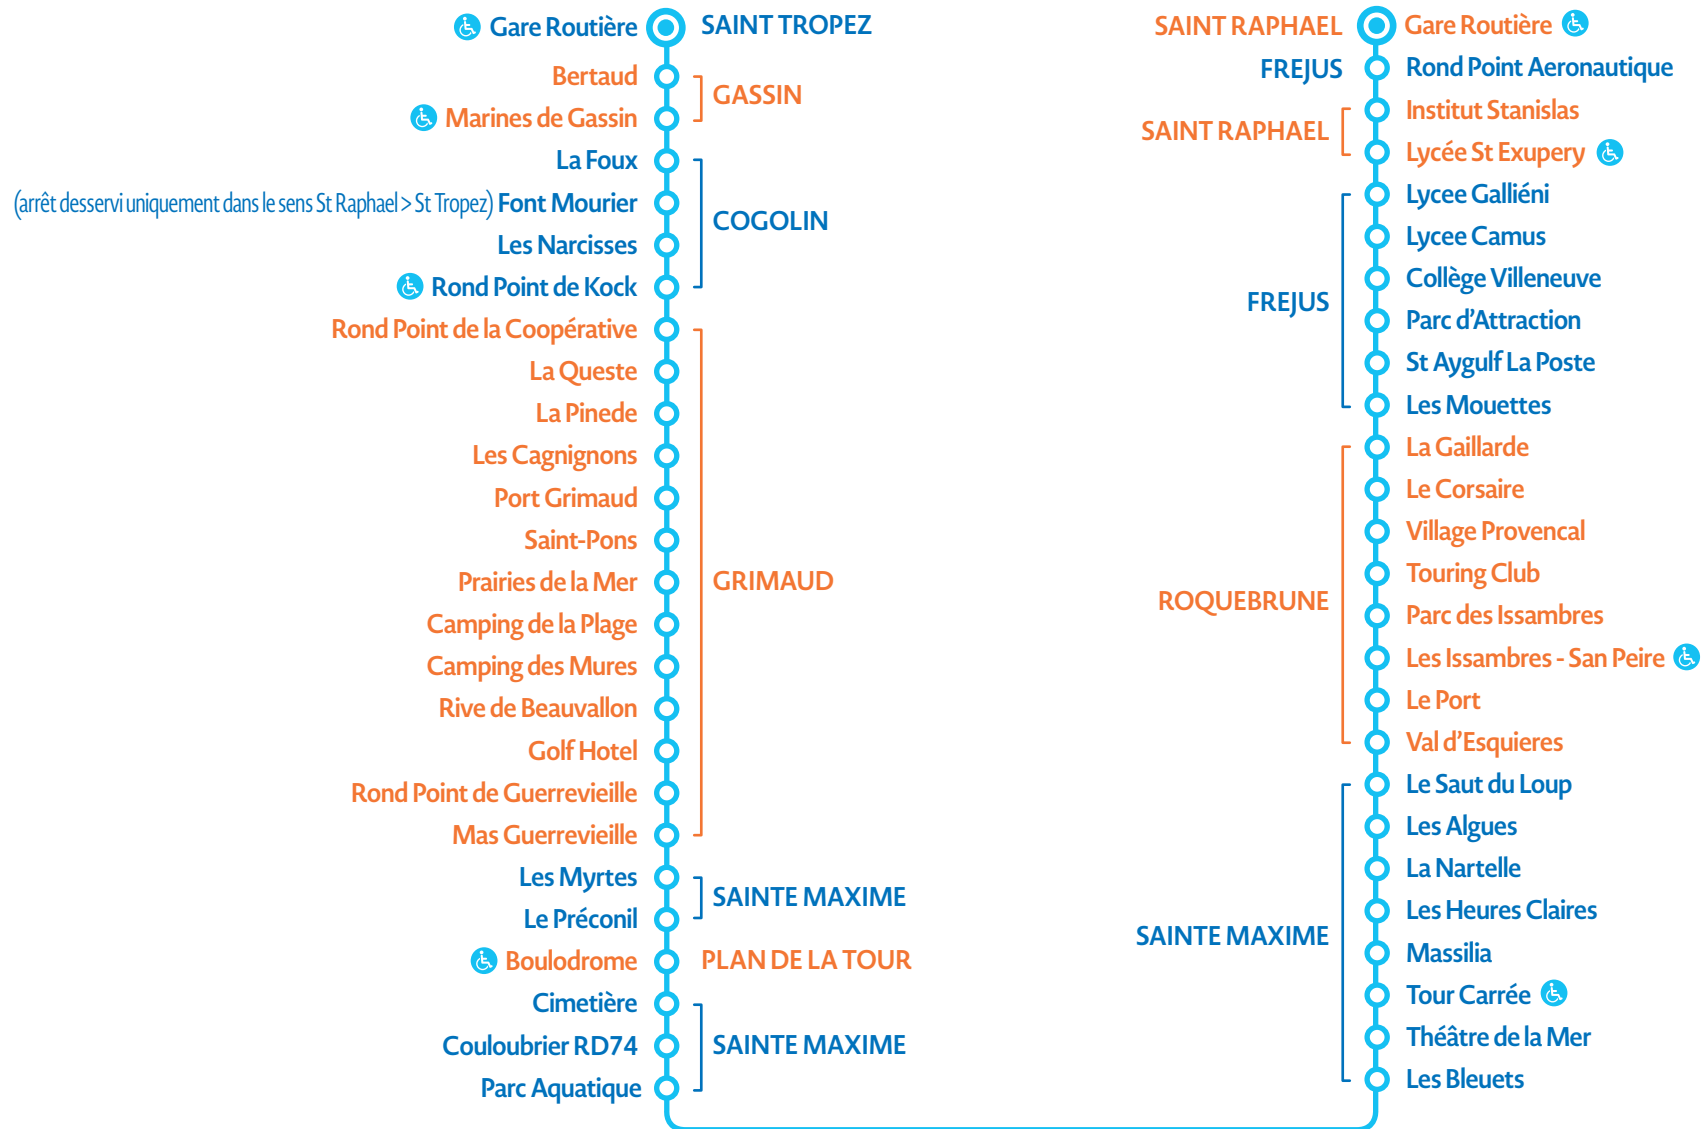 Gare Routière
SAINT TROPEZ
Bertaud
Marines de Gassin
GASSIN
La Foux
(arrêt desservi uniquement dans le sens St Raphael > St Tropez) Font Mourier
Les Narcisses
Rond Point de Kock
COGOLIN
Rond Point de la Coopérative
La Queste
La Pinede
Les Cagnignons
Port Grimaud
Saint-Pons
Prairies de la Mer
Camping de la Plage
Camping des Mures
Rive de Beauvallon
Golf Hotel
Rond Point de Guerrevieille
Mas Guerrevieille
GRIMAUD
Les Myrtes
Le Préconil
SAINTE MAXIME
Boulodrome
PLAN DE LA TOUR
Cimetière
Couloubrier RD74
Parc Aquatique
SAINTE MAXIME
SAINT RAPHAEL
Gare Routière
FREJUS
Rond Point Aeronautique
SAINT RAPHAEL
Institut Stanislas
Lycée St Exupery
FREJUS
Lycee Galliéni
Lycee Camus
Collège Villeneuve
Parc d'Attraction
St Aygulf La Poste
Les Mouettes
ROQUEBRUNE
La Gaillarde
Le Corsaire
Village Provencal
Touring Club
Parc des Issambres
Les Issambres - San Peire
Le Port
Val d'Esquieres
SAINTE MAXIME
Le Saut du Loup
Les Algues
La Nartelle
Les Heures Claires
Massilia
Tour Carrée
Théâtre de la Mer
Les Bleuets